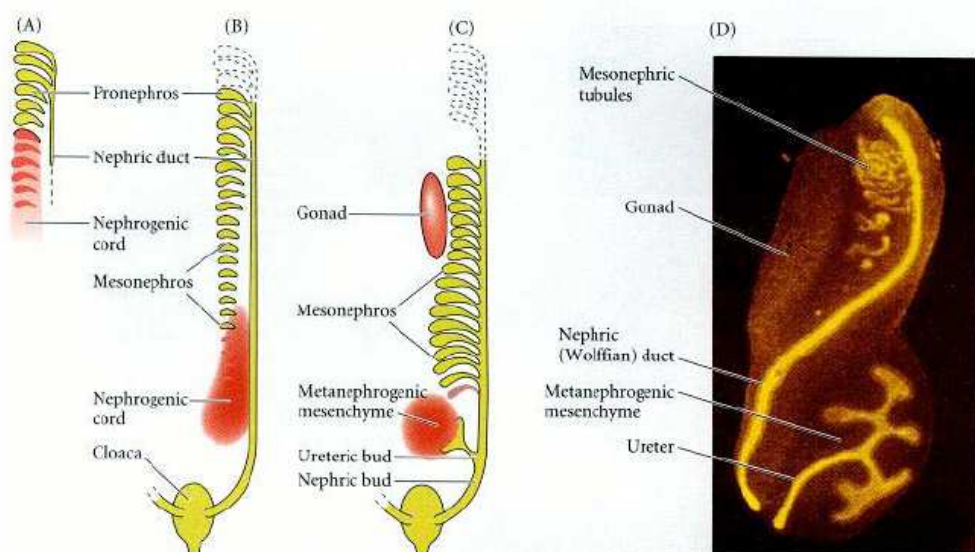 (A)
(B)
(C)
(D)
Pronephros
Nephric duct
Nephrogenic
cord
Mesonephros
Nephrogenic
cord
Cloaca
Gonad
Mesonephros
Metanephrogenic
mesenchyme
Ureteric bud
Nephric bud
Mesonephric
tubules
Gonad
Nephric
(Wolffian) duct
Metanephrogenic
mesenchyme
Ureter